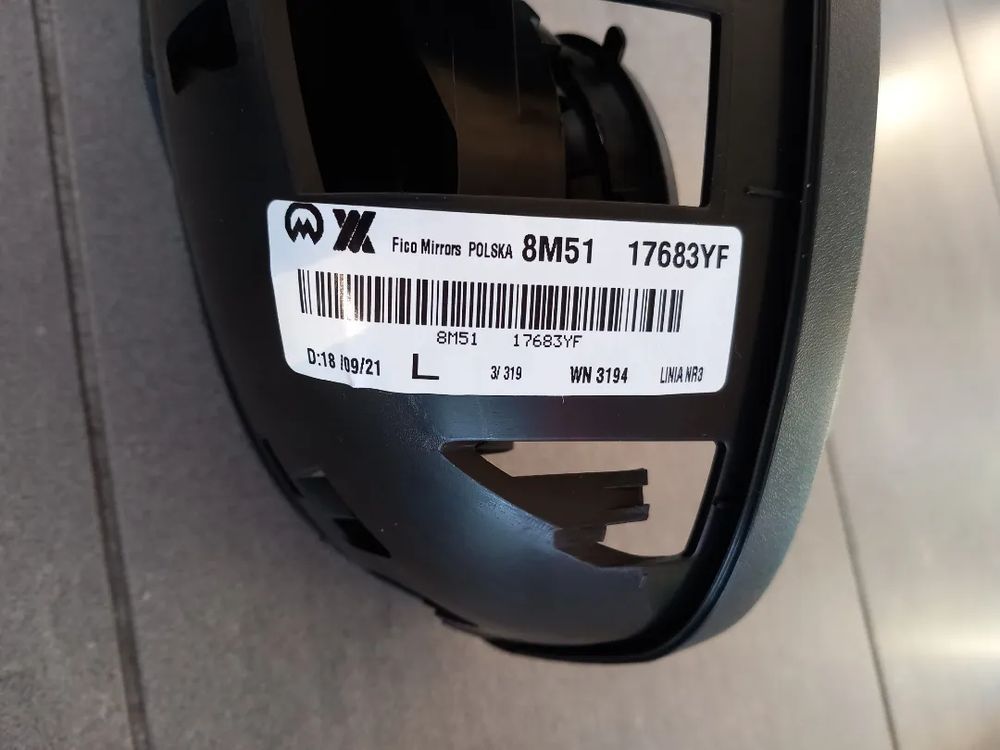 Fico Mirrors POLSKA 8M51 17683YF
8M51 17683YF
D:18 /09/21 L 3/ 319 WN 3194 LINIA NR3